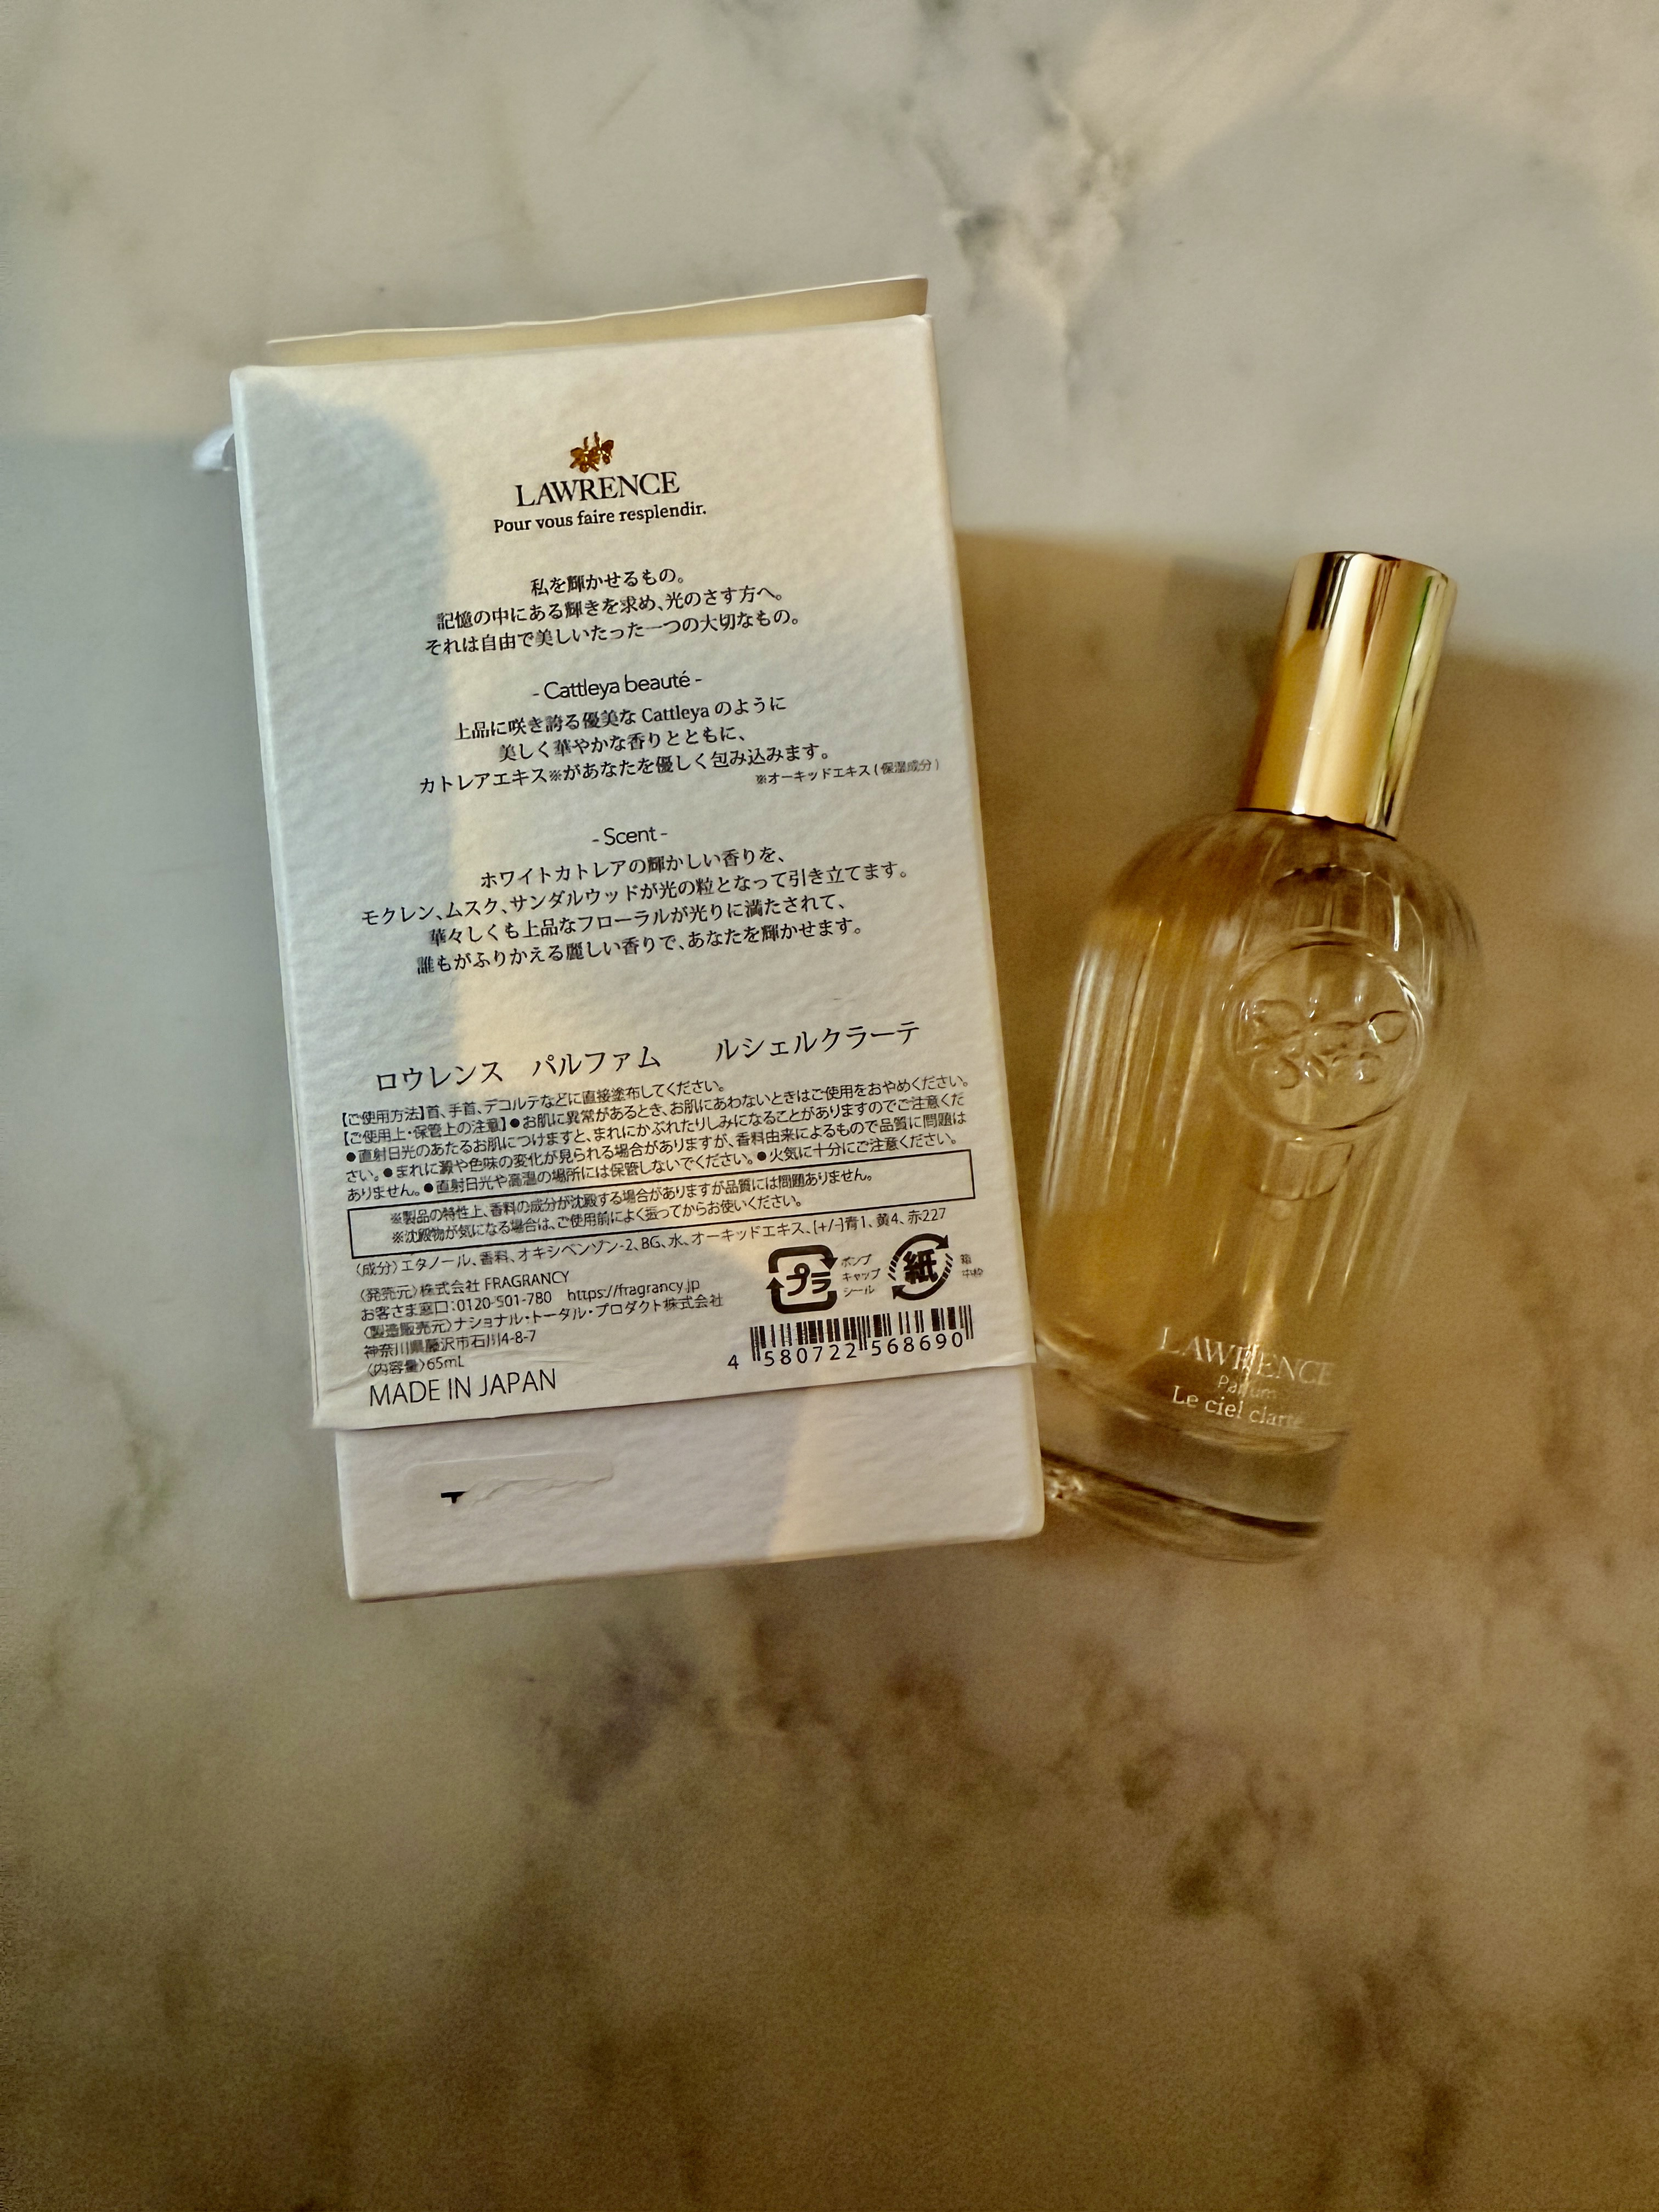 LAWRENCE
Pour vous faire resplendir.
私を輝かせるもの。
記憶の中にある輝きを求め、光のさす方へ。
それは自由で美しいたった一つの大切なもの。
- Cattleya beauté -
上品に咲き誇る優美な Cattleya のように
美しく華やかな香りとともに、
カトレアエキス※があなたを優しく包み込みます。
※オーキッドエキス ( 保湿成分 )
- Scent -
ホワイトカトレアの輝かしい香りを、
モクレン、ムスク、サンダルウッドが光の粒となって引き立てます。
華々しくも上品なフローラルが光りに満たされて、
誰もがふりかえる麗しい香りで、あなたを輝かせます。
ロウレンス パルファム ルシェルクラーテ
【ご使用方法】首、手首、デコルテなどに直接塗布してください。
【ご使用上・保管上の注意】●お肌に異常があるとき、お肌にあわないときはご使用をおやめください。
●直射日光のあたるお肌につけますと、まれにかぶれたりしみになることがありますのでご注意くだ
さい。●まれに澱や色味の変化が見られる場合がありますが、香料由来によるもので品質に問題は
ありません。●直射日光や高温の場所には保管しないでください。●火気に十分にご注意ください。
※製品の特性上、香料の成分が沈殿する場合がありますが品質には問題ありません。
※沈殿物が気になる場合は、ご使用前によく振ってからお使いください。
〈成分〉エタノール、香料、オキシベンゾン-2、BG、水、オーキッドエキス、[+/-]青1、黄4、赤227
〈発売元〉株式会社 FRAGRANCY
お客さま窓口:0120-501-780 https://fragrancy.jp
〈製造販売元〉ナショナル・トータル・プロダクト株式会社
神奈川県藤沢市石川4-8-7
〈内容量〉65mL
MADE IN JAPAN
プラ
ポンプ
キャップ
シール
紙
箱
中枠
4 580722 568690
LAWRENCE
Parfum
Le ciel clarté